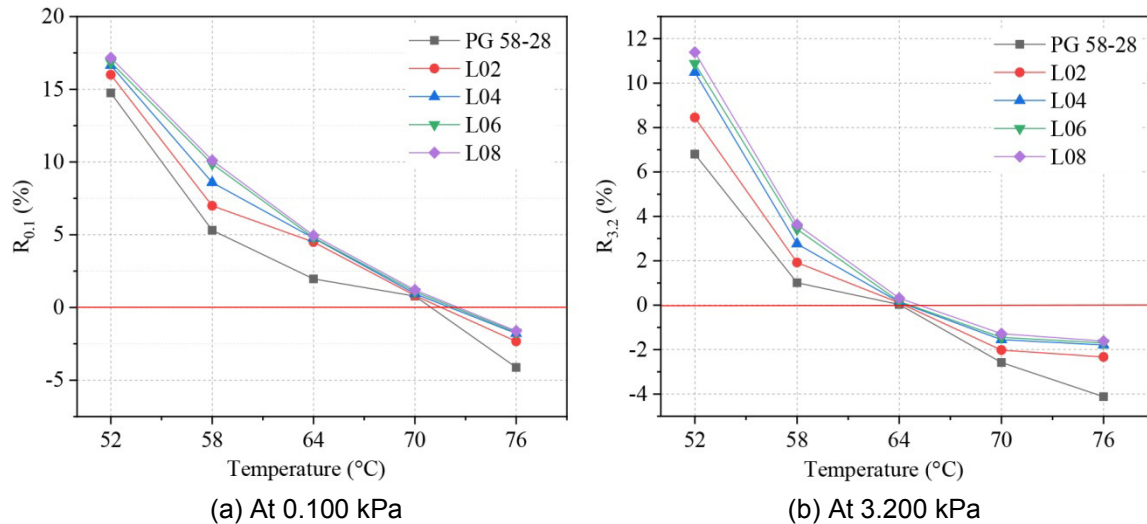 20
15
10
5
0
-5
R0.1 (%)
PG 58-28
L02
L04
L06
L08
52 58 64 70 76
Temperature (°C)
(a) At 0.100 kPa
12
10
8
6
4
2
0
-2
-4
R3.2 (%)
PG 58-28
L02
L04
L06
L08
52 58 64 70 76
Temperature (°C)
(b) At 3.200 kPa